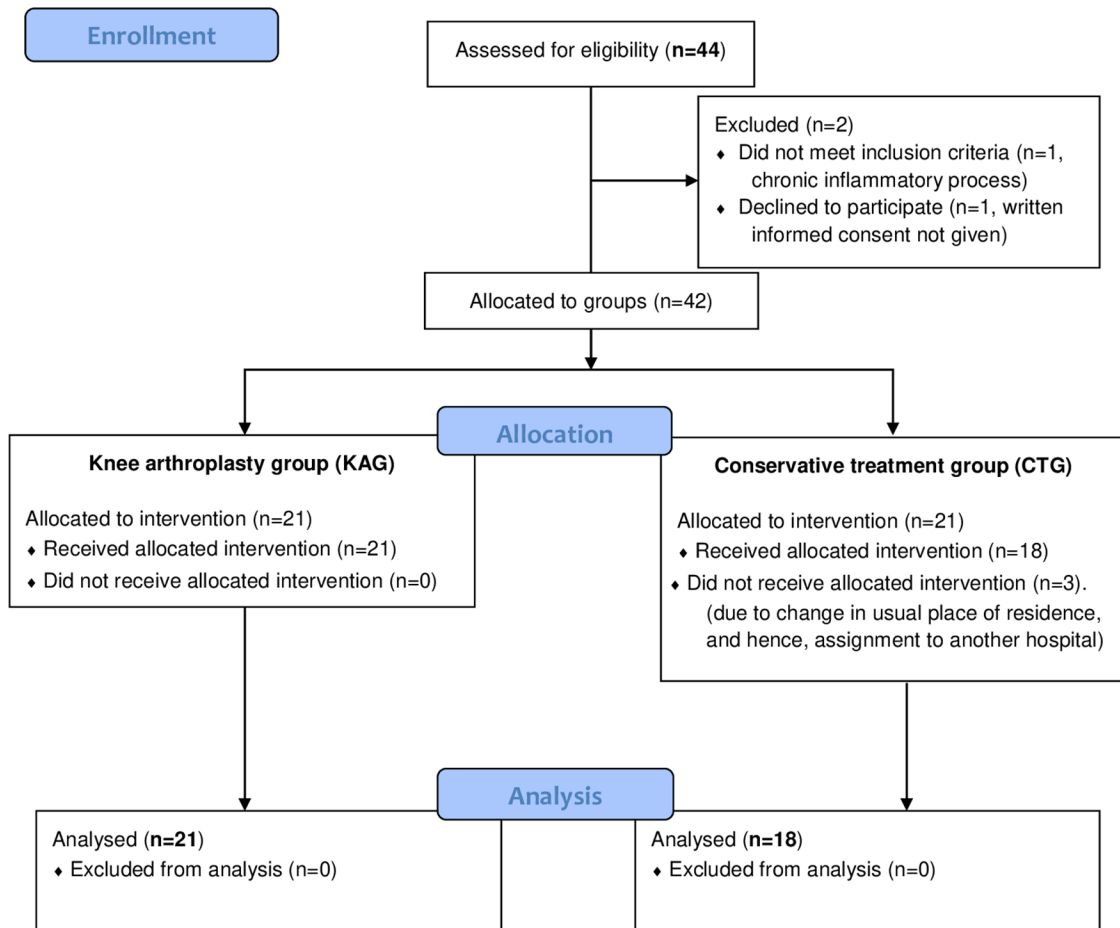 Enrollment
Assessed for eligibility (n=44)
Excluded (n=2)
♦ Did not meet inclusion criteria (n=1,
chronic inflammatory process)
♦ Declined to participate (n=1, written
informed consent not given)
Allocated to groups (n=42)
Allocation
Knee arthroplasty group (KAG)
Allocated to intervention (n=21)
♦ Received allocated intervention (n=21)
♦ Did not receive allocated intervention (n=0)
Conservative treatment group (CTG)
Allocated to intervention (n=21)
♦ Received allocated intervention (n=18)
♦ Did not receive allocated intervention (n=3).
(due to change in usual place of residence,
and hence, assignment to another hospital)
Analysis
Analysed (n=21)
♦ Excluded from analysis (n=0)
Analysed (n=18)
♦ Excluded from analysis (n=0)